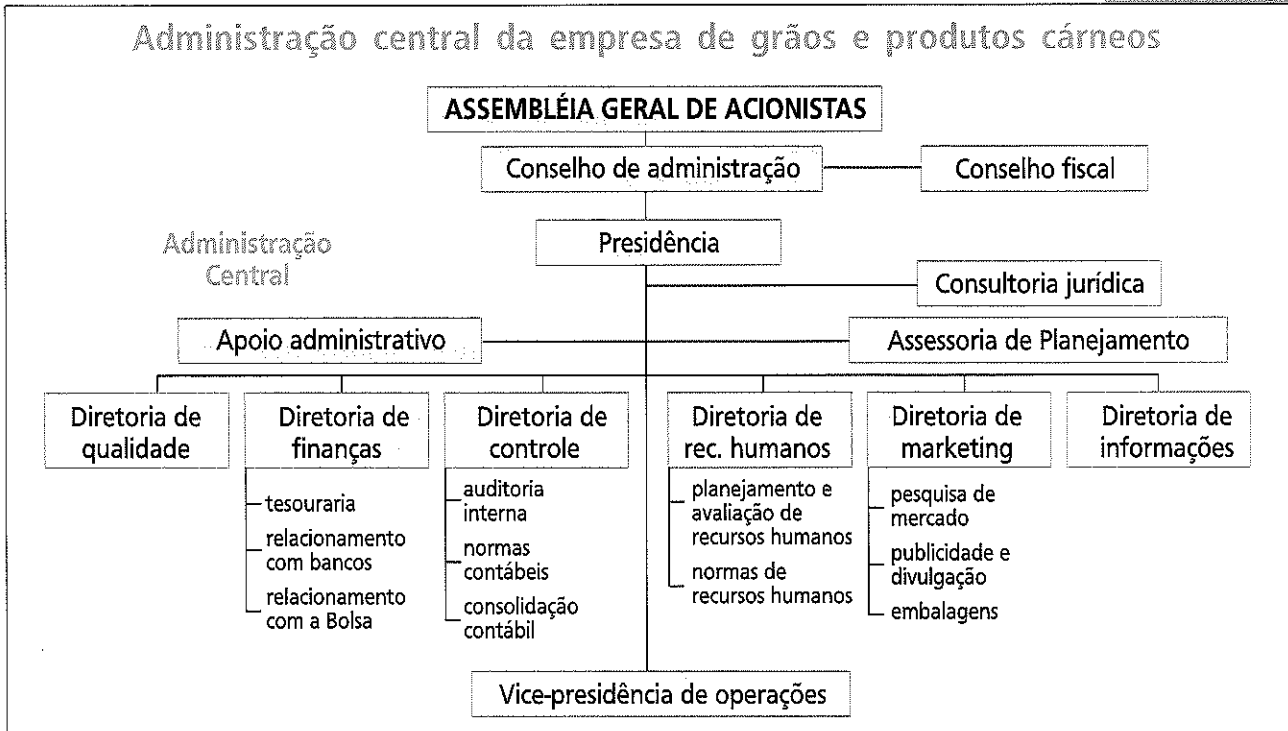 Administração central da empresa de grãos e produtos cárneos
ASSEMBLÉIA GERAL DE ACIONISTAS
Conselho de administração
Conselho fiscal
Presidência
Administração
Central
Consultoria jurídica
Apoio administrativo
Assessoria de Planejamento
Diretoria de
qualidade
Diretoria de
finanças
Diretoria de
controle
Diretoria de
rec. humanos
Diretoria de
marketing
Diretoria de
informações
tesouraria
relacionamento
com bancos
relacionamento
com a Bolsa
auditoria
interna
normas
contábeis
consolidação
contábil
planejamento e
avaliação de
recursos humanos
normas de
recursos humanos
pesquisa de
mercado
publicidade e
divulgação
embalagens
Vice-presidência de operações